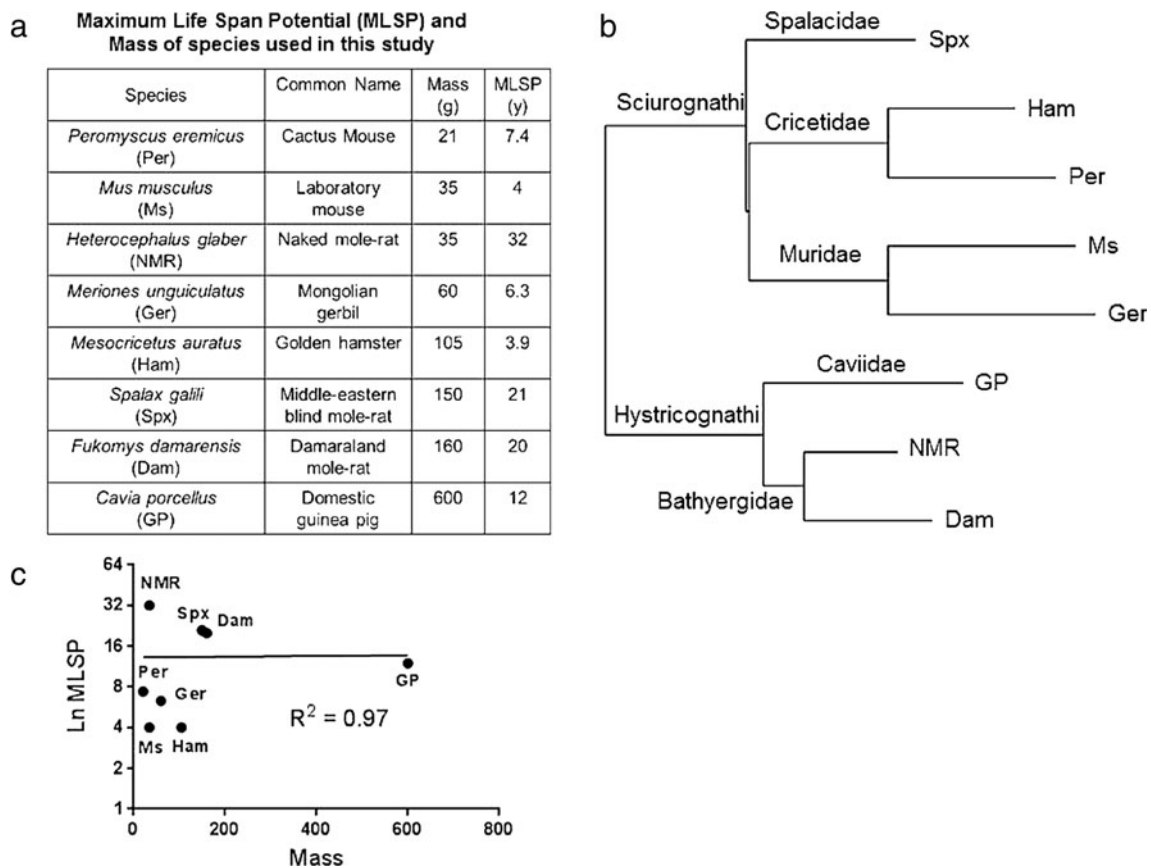 a
Maximum Life Span Potential (MLSP) and
Mass of species used in this study
Species Common Name Mass (g) MLSP (y)
Peromyscus eremicus (Per) Cactus Mouse 21 7.4
Mus musculus (Ms) Laboratory mouse 35 4
Heterocephalus glaber (NMR) Naked mole-rat 35 32
Meriones unguiculatus (Ger) Mongolian gerbil 60 6.3
Mesocricetus auratus (Ham) Golden hamster 105 3.9
Spalax galili (Spx) Middle-eastern blind mole-rat 150 21
Fukomys damarensis (Dam) Damaraland mole-rat 160 20
Cavia porcellus (GP) Domestic guinea pig 600 12
b
Spalacidae
Spx
Sciurognathi
Cricetidae
Ham
Per
Muridae
Ms
Ger
Caviidae
GP
Hystricognathi
NMR
Bathyergidae
Dam
c
Ln MLSP
64
32
16
8
4
2
1
NMR
Spx Dam
Per
Ger
GP
Ms Ham
R² = 0.97
0 200 400 600 800
Mass